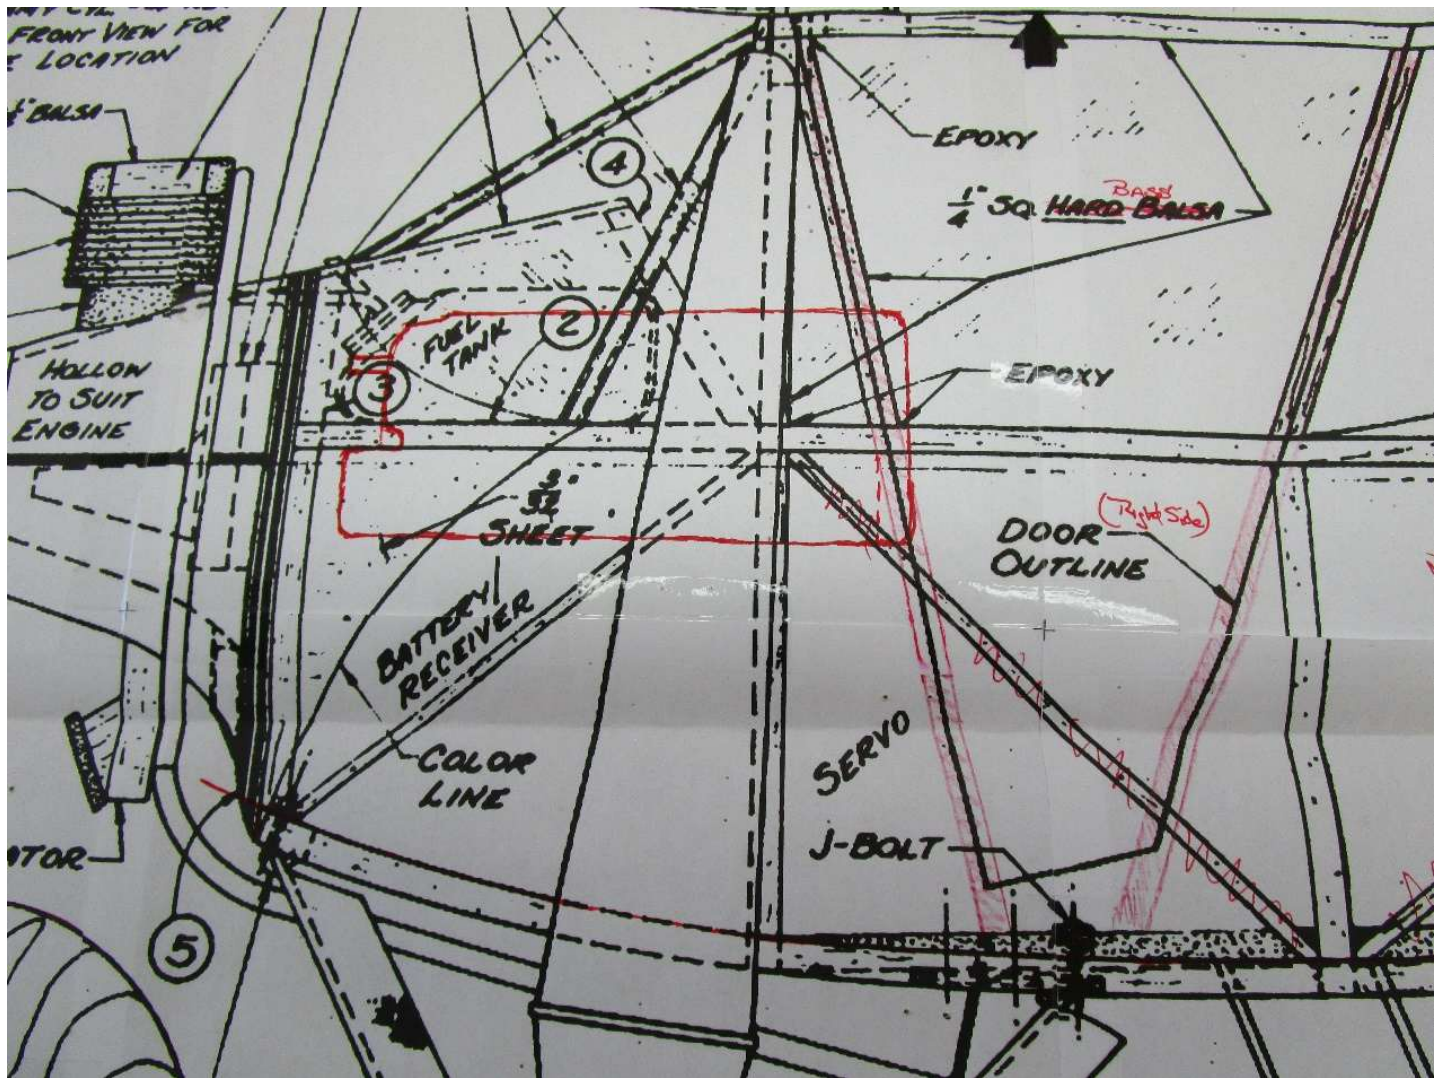 FRONT VIEW FOR
LOCATION
BALSA
4
EPOXY
BASS
1/4" SQ. HARD BALSA
2
FUEL
TANK
3
HOLLOW
TO SUIT
ENGINE
EPOXY
3/32"
SHEET
(Right Side)
DOOR
OUTLINE
BATTERY
RECEIVER
COLOR
LINE
SERVO
J-BOLT
ATOR
5